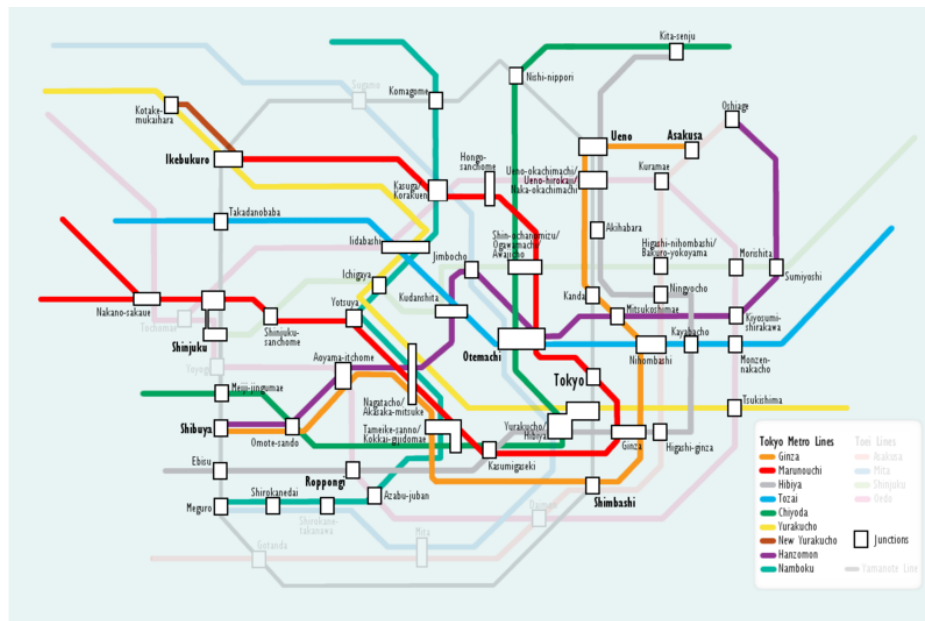 Kita-senju
Nishi-nippori
Sugamo
Komagome
Kotake-
mukaihara
Oshiage
Ueno
Asakusa
Ikebukuro
Hongo-
sanchome
Ueno-okachimachi/
Ueno-hirokoji/
Naka-okachimachi
Kuramae
Kasuga/
Korakuen
Takadanobaba
Akihabara
Shin-ochanomizu/
Ogawamachi/
Awajicho
Iidabashi
Jimbocho
Higashi-nihombashi/
Bakuro-yokoyama
Morishita
Sumiyoshi
Ichigaya
Kudanshita
Kanda
Ningyocho
Mitsukoshimae
Kiyosumi-
shirakawa
Nakano-sakaue
Tochomae
Shinjuku
Shinjuku-
sanchome
Yotsuya
Otemachi
Kayabacho
Nihombashi
Monzen-
nakacho
Yoyogi
Aoyama-itchome
Tokyo
Meiji-jingumae
Nagatacho/
Akasaka-mitsuke
Tsukishima
Shibuya
Omote-sando
Tameike-sanno/
Kokkai-gijidomae
Yurakucho/
Hibiya
Ginza
Higashi-ginza
Kasumigaseki
Ebisu
Roppongi
Shimbashi
Meguro
Shirokanedai
Azabu-juban
Shirokane-
takanawa
Daimon
Mita
Gotanda
Tokyo Metro Lines
Ginza
Marunouchi
Hibiya
Tozai
Chiyoda
Yurakucho
New Yurakucho
Hanzomon
Namboku
Toei Lines
Asakusa
Mita
Shinjuku
Oedo
Junctions
Yamanote Line